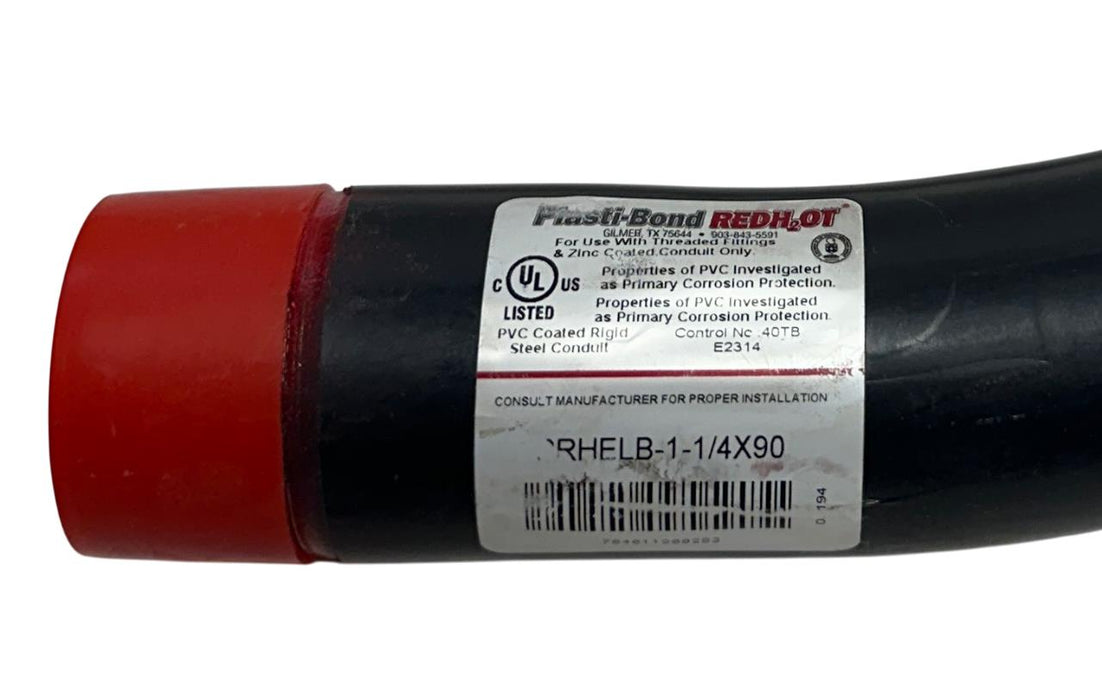 Plasti-Bond REDH₂OT
GILMER, TX 75644 • 903-843-5591
For Use With Threaded Fittings
& Zinc Coated Conduit Only.
C UL US
LISTED
Properties of PVC Investigated
as Primary Corrosion Protection.
Properties of PVC Investigated
as Primary Corrosion Protection.
PVC Coated Rigid
Steel Conduit
Control No. 40TB
E2314
CONSULT MANUFACTURER FOR PROPER INSTALLATION
RHELB-1-1/4X90
0.194